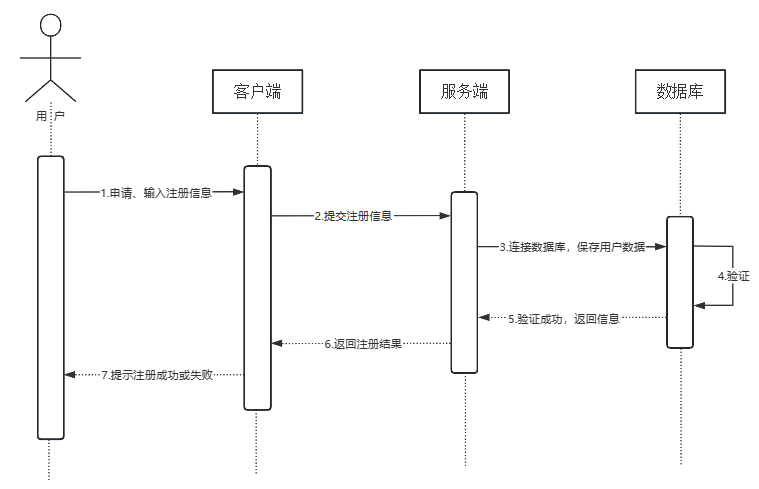 客户端
服务端
数据库
用户
1.申请、输入注册信息
2.提交注册信息
3.连接数据库，保存用户数据
4.验证
5.验证成功，返回信息
6.返回注册结果
7.提示注册成功或失败